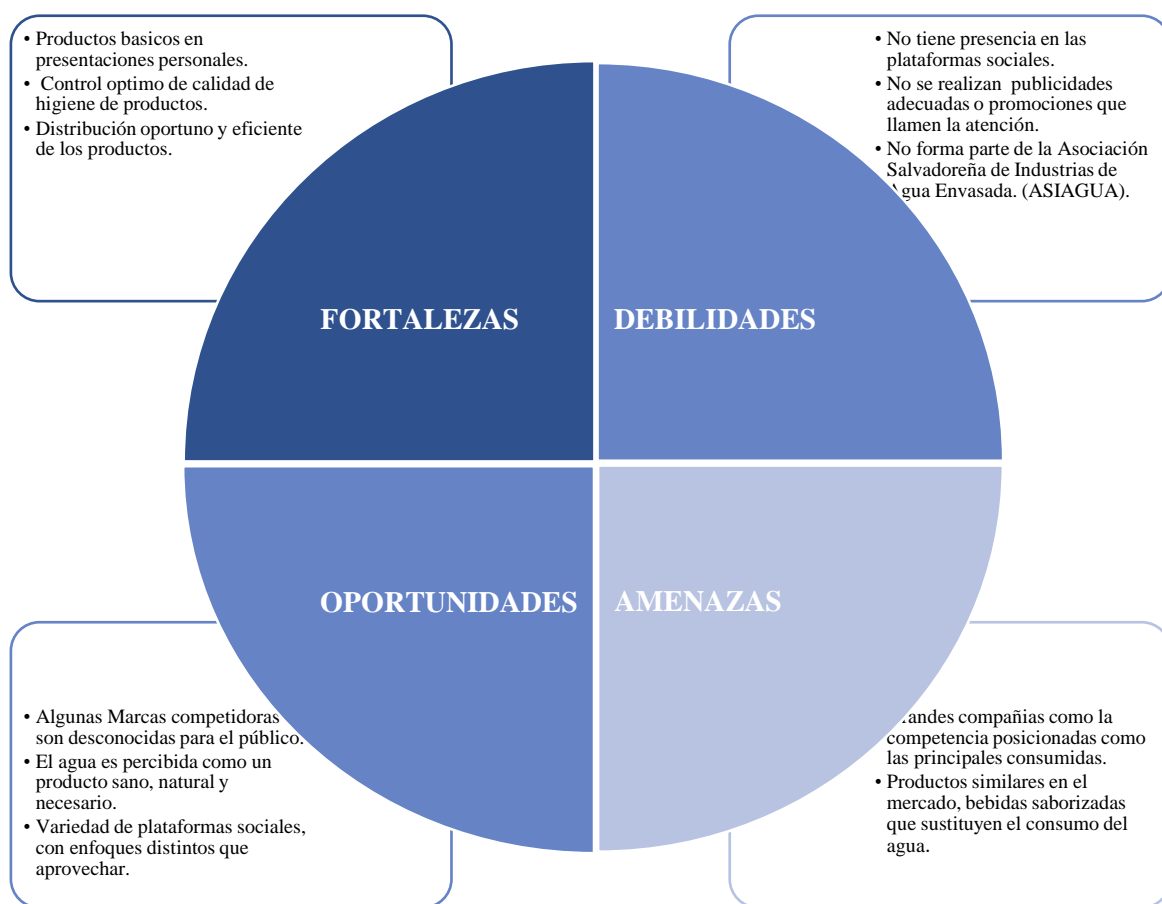 • Productos basicos en
presentaciones personales.
• Control optimo de calidad de
higiene de productos.
• Distribución oportuno y eficiente
de los productos.
• No tiene presencia en las
plataformas sociales.
• No se realizan publicidades
adecuadas o promociones que
llamen la atención.
• No forma parte de la Asociación
Salvadoreña de Industrias de
Agua Envasada. (ASIAGUA).
FORTALEZAS
DEBILIDADES
OPORTUNIDADES
AMENAZAS
• Algunas Marcas competidoras
son desconocidas para el público.
• El agua es percibida como un
producto sano, natural y
necesario.
• Variedad de plataformas sociales,
con enfoques distintos que
aprovechar.
Grandes compañias como la
competencia posicionadas como
las principales consumidas.
• Productos similares en el
mercado, bebidas saborizadas
que sustituyen el consumo del
agua.